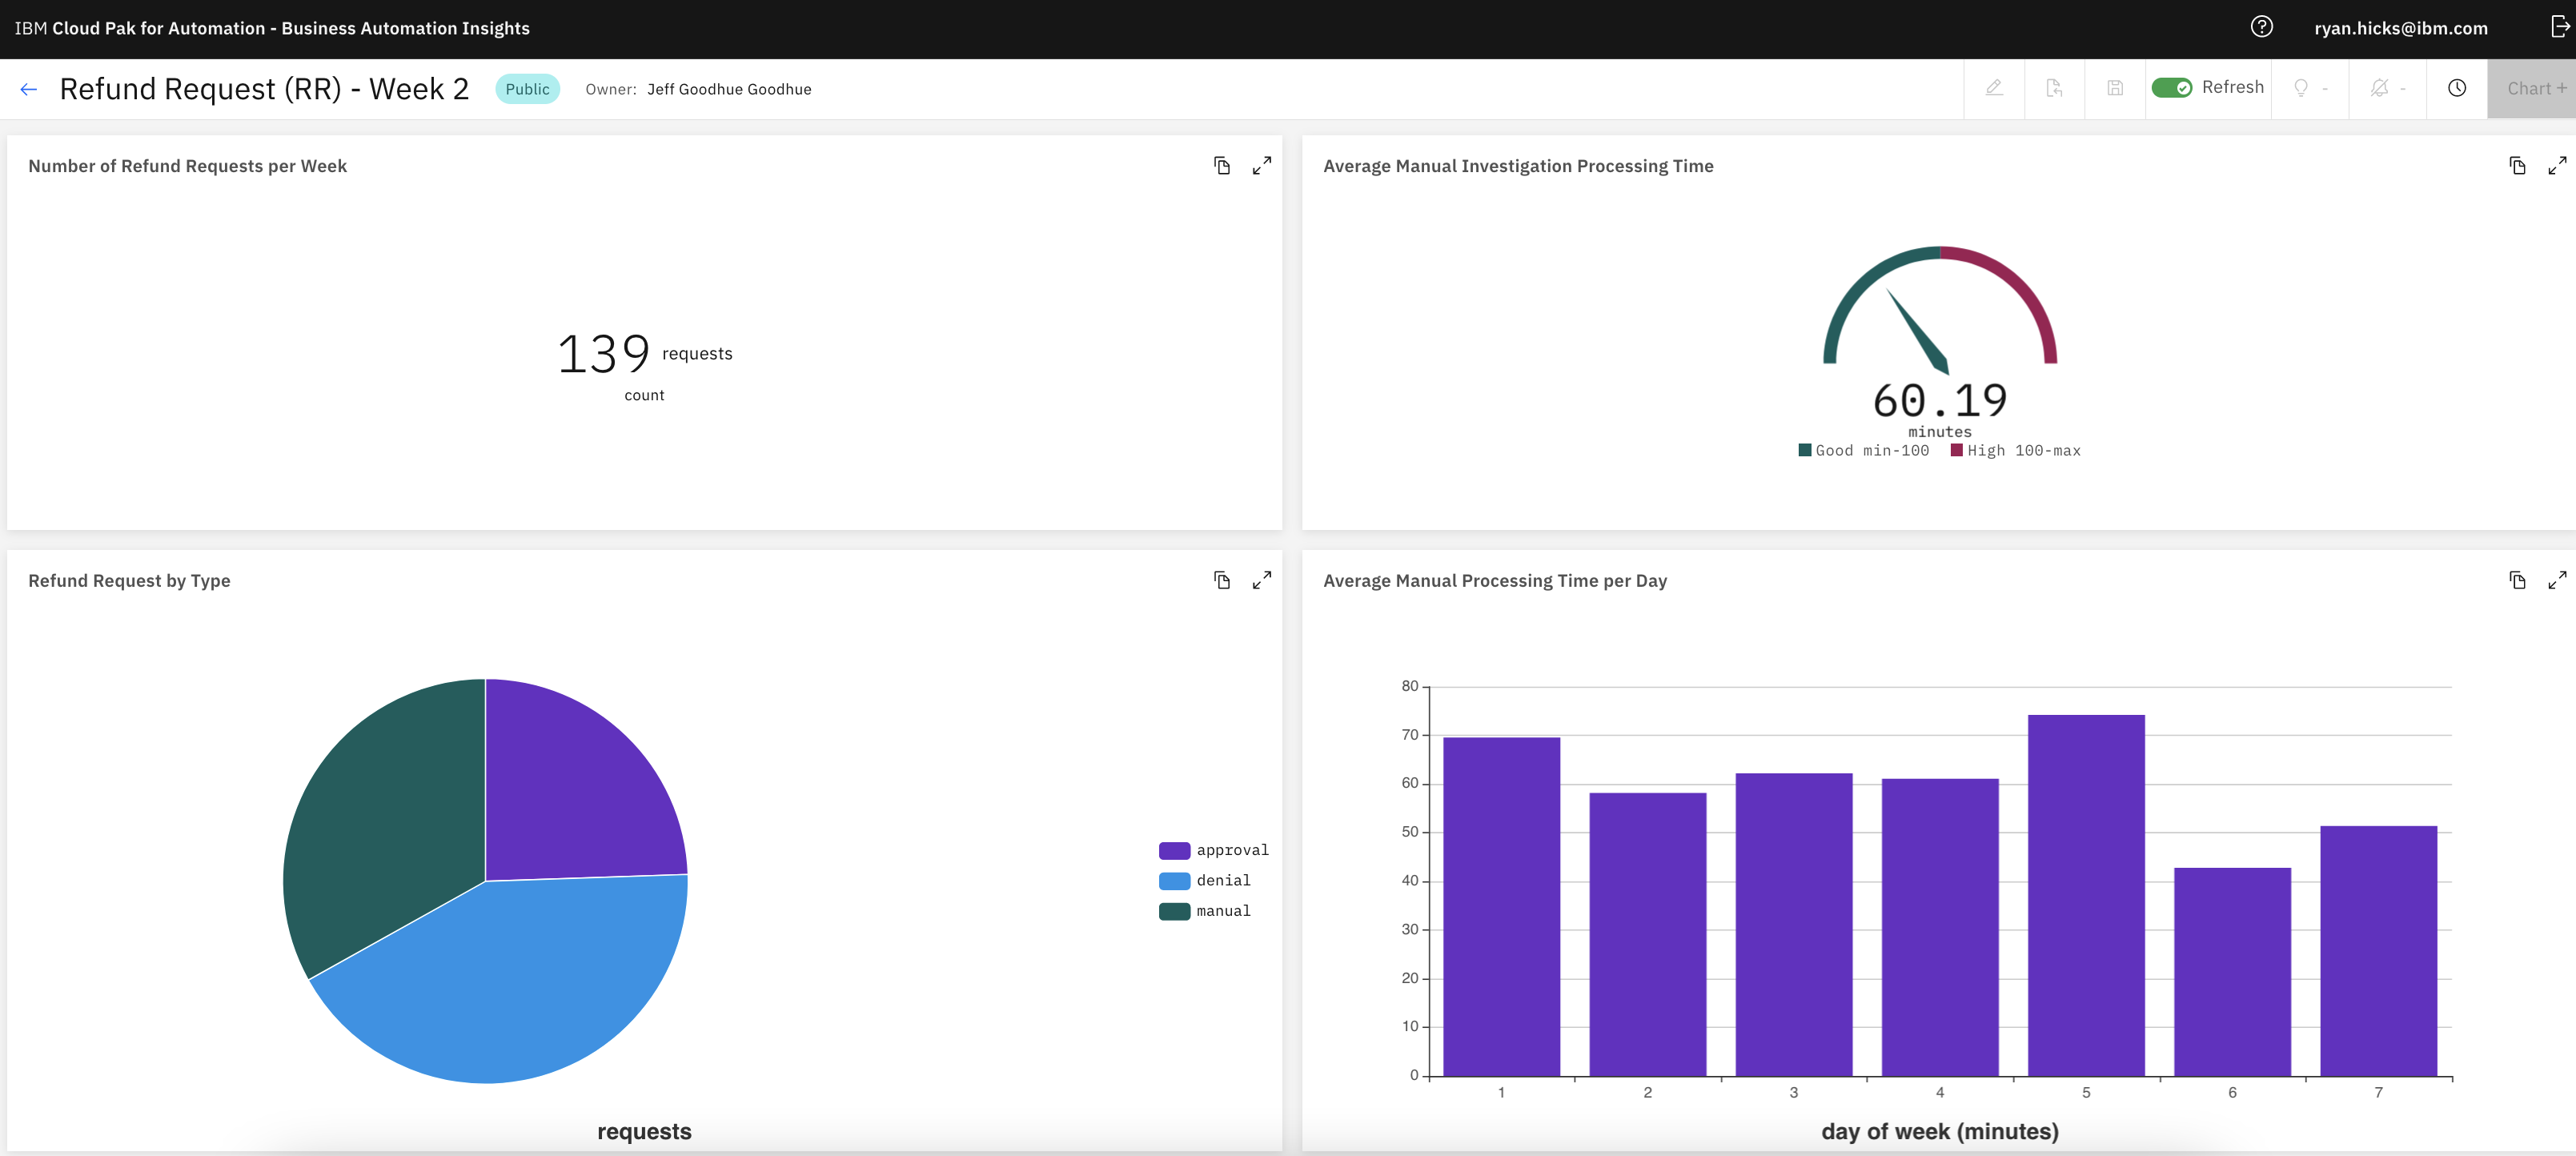 IBM Cloud Pak for Automation - Business Automation Insights
ryan.hicks@ibm.com
Refund Request (RR) - Week 2
Public
Owner: Jeff Goodhue Goodhue
Refresh
-
-
Chart +
Number of Refund Requests per Week
139 requests
count
Average Manual Investigation Processing Time
60.19
minutes
Good min-100 High 100-max
Refund Request by Type
approval
denial
manual
requests
Average Manual Processing Time per Day
80
70
60
50
40
30
20
10
0
1 2 3 4 5 6 7
day of week (minutes)